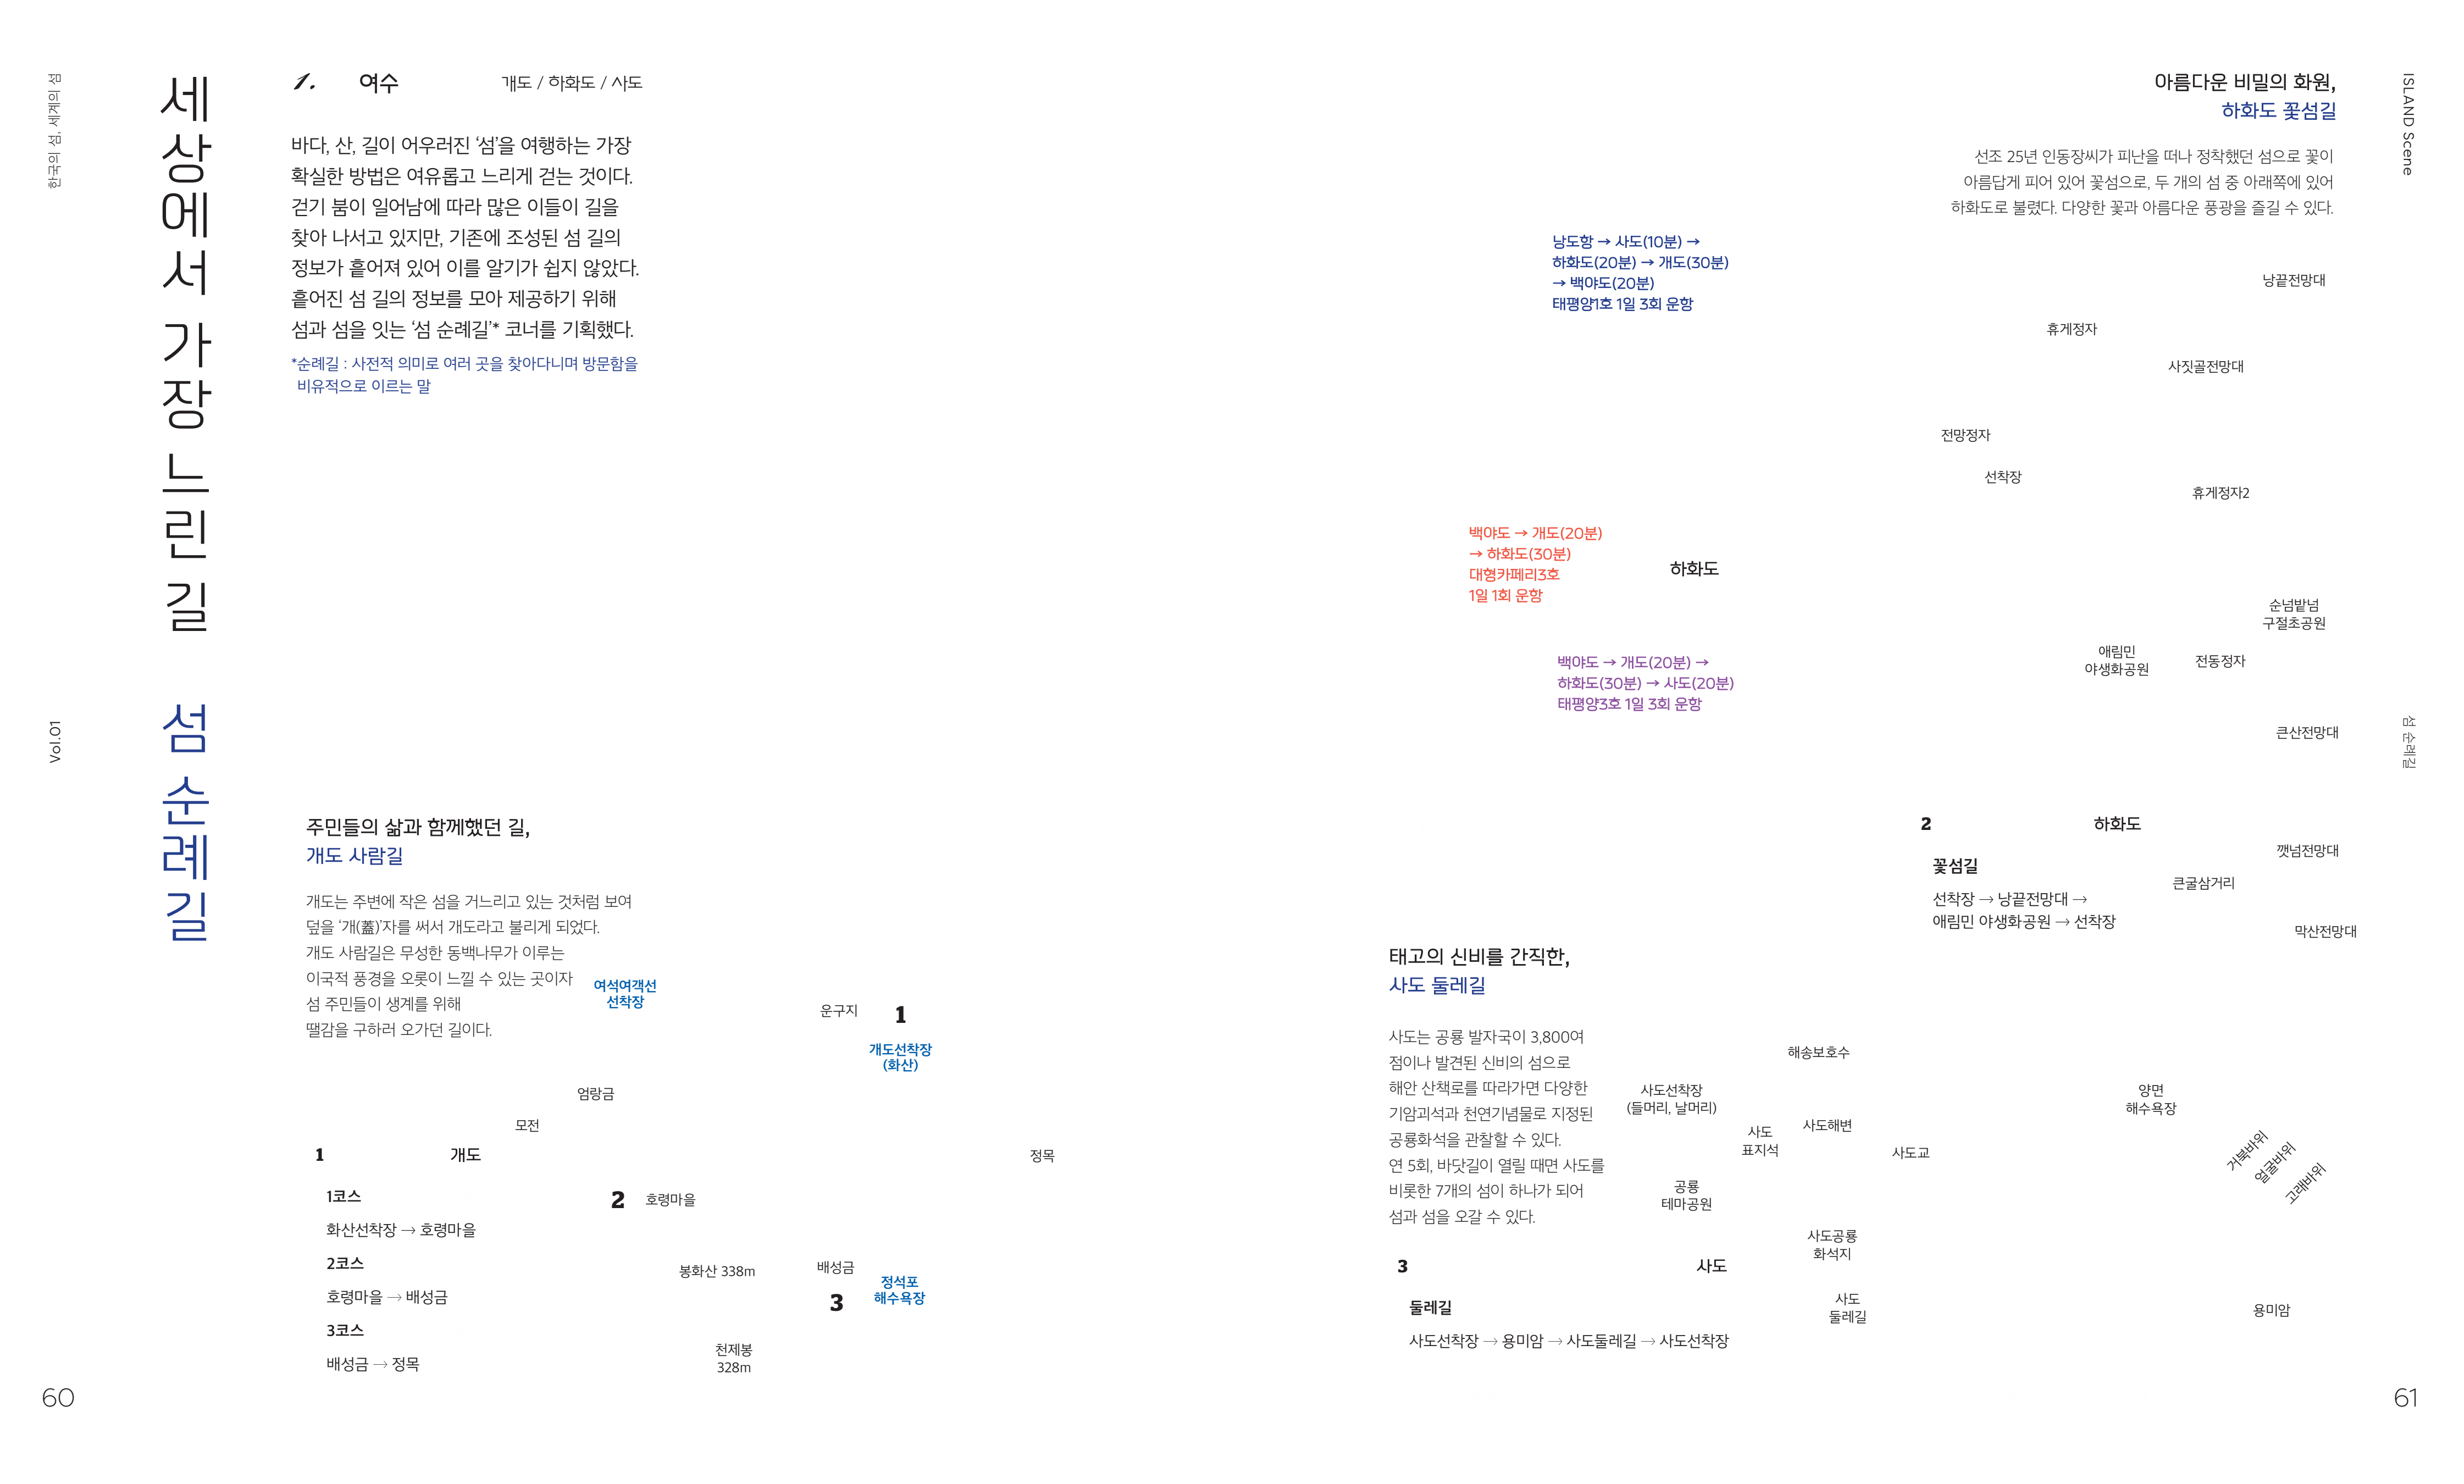 한국의 섬, 세계의 섬
Vol.01
세상에서 가장 느린 길 섬 순례길
1. 여수 개도 / 하화도 / 사도
바다, 산, 길이 어우러진 ‘섬’을 여행하는 가장
확실한 방법은 여유롭고 느리게 걷는 것이다.
걷기 붐이 일어남에 따라 많은 이들이 길을
찾아 나서고 있지만, 기존에 조성된 섬 길의
정보가 흩어져 있어 이를 알기가 쉽지 않았다.
흩어진 섬 길의 정보를 모아 제공하기 위해
섬과 섬을 잇는 ‘섬 순례길’* 코너를 기획했다.
*순례길 : 사전적 의미로 여러 곳을 찾아다니며 방문함을
비유적으로 이르는 말
주민들의 삶과 함께했던 길,
개도 사람길
개도는 주변에 작은 섬을 거느리고 있는 것처럼 보여
덮을 ‘개(蓋)’자를 써서 개도라고 불리게 되었다.
개도 사람길은 무성한 동백나무가 이루는
이국적 풍경을 오롯이 느낄 수 있는 곳이자
섬 주민들이 생계를 위해
땔감을 구하러 오가던 길이다.
여석여객선
선착장
운구지
1
개도선착장
(화산)
엄랑금
모전
정목
1 개도
1코스
화산선착장 → 호령마을
2코스
호령마을 → 배성금
3코스
배성금 → 정목
2
호령마을
봉화산 338m
배성금
3
정석포
해수욕장
천제봉
328m
60
아름다운 비밀의 화원,
하화도 꽃섬길
선조 25년 인동장씨가 피난을 떠나 정착했던 섬으로 꽃이
아름답게 피어 있어 꽃섬으로, 두 개의 섬 중 아래쪽에 있어
하화도로 불렸다. 다양한 꽃과 아름다운 풍광을 즐길 수 있다.
낭도항 → 사도(10분) →
하화도(20분) → 개도(30분)
→ 백야도(20분)
태평양1호 1일 3회 운항
낭끝전망대
휴게정자
사짓골전망대
전망정자
선착장
휴게정자2
백야도 → 개도(20분)
→ 하화도(30분)
대형카페리3호
1일 1회 운항
하화도
순넘밭넘
구절초공원
애림민
야생화공원
전동정자
백야도 → 개도(20분) →
하화도(30분) → 사도(20분)
태평양3호 1일 3회 운항
큰산전망대
2 하화도
꽃섬길
선착장 → 낭끝전망대 →
애림민 야생화공원 → 선착장
깻넘전망대
큰굴삼거리
막산전망대
태고의 신비를 간직한,
사도 둘레길
사도는 공룡 발자국이 3,800여
점이나 발견된 신비의 섬으로
해안 산책로를 따라가면 다양한
기암괴석과 천연기념물로 지정된
공룡화석을 관찰할 수 있다.
연 5회, 바닷길이 열릴 때면 사도를
비롯한 7개의 섬이 하나가 되어
섬과 섬을 오갈 수 있다.
해송보호수
사도선착장
(들머리, 날머리)
사도
표지석
사도해변
사도교
양면
해수욕장
거북바위
얼굴바위
고래바위
공룡
테마공원
사도공룡
화석지
사도
둘레길
용미암
3 사도
둘레길
사도선착장 → 용미암 → 사도둘레길 → 사도선착장
ISLAND Scene
섬 순례길
61